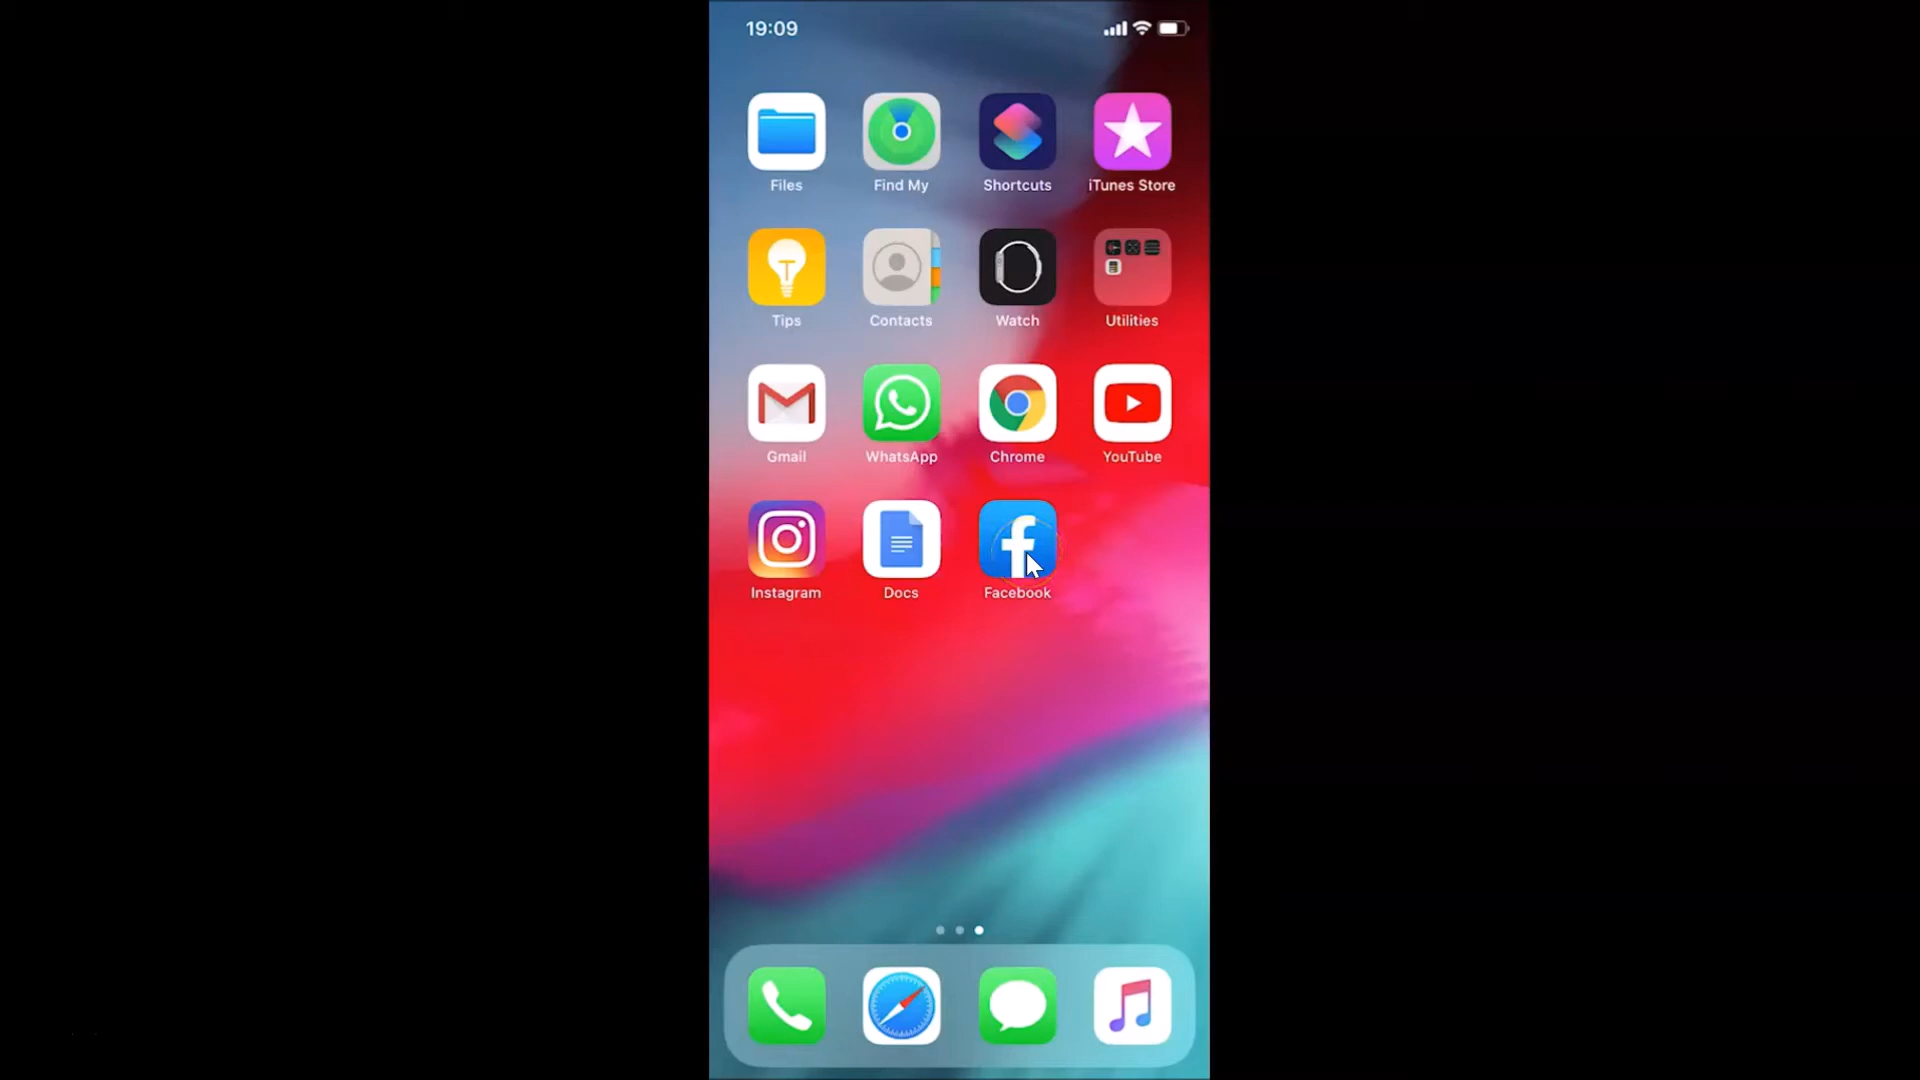 19:09
Files Find My Shortcuts iTunes Store
Tips Contacts Watch Utilities
Gmail WhatsApp Chrome YouTube
Instagram Docs Facebook